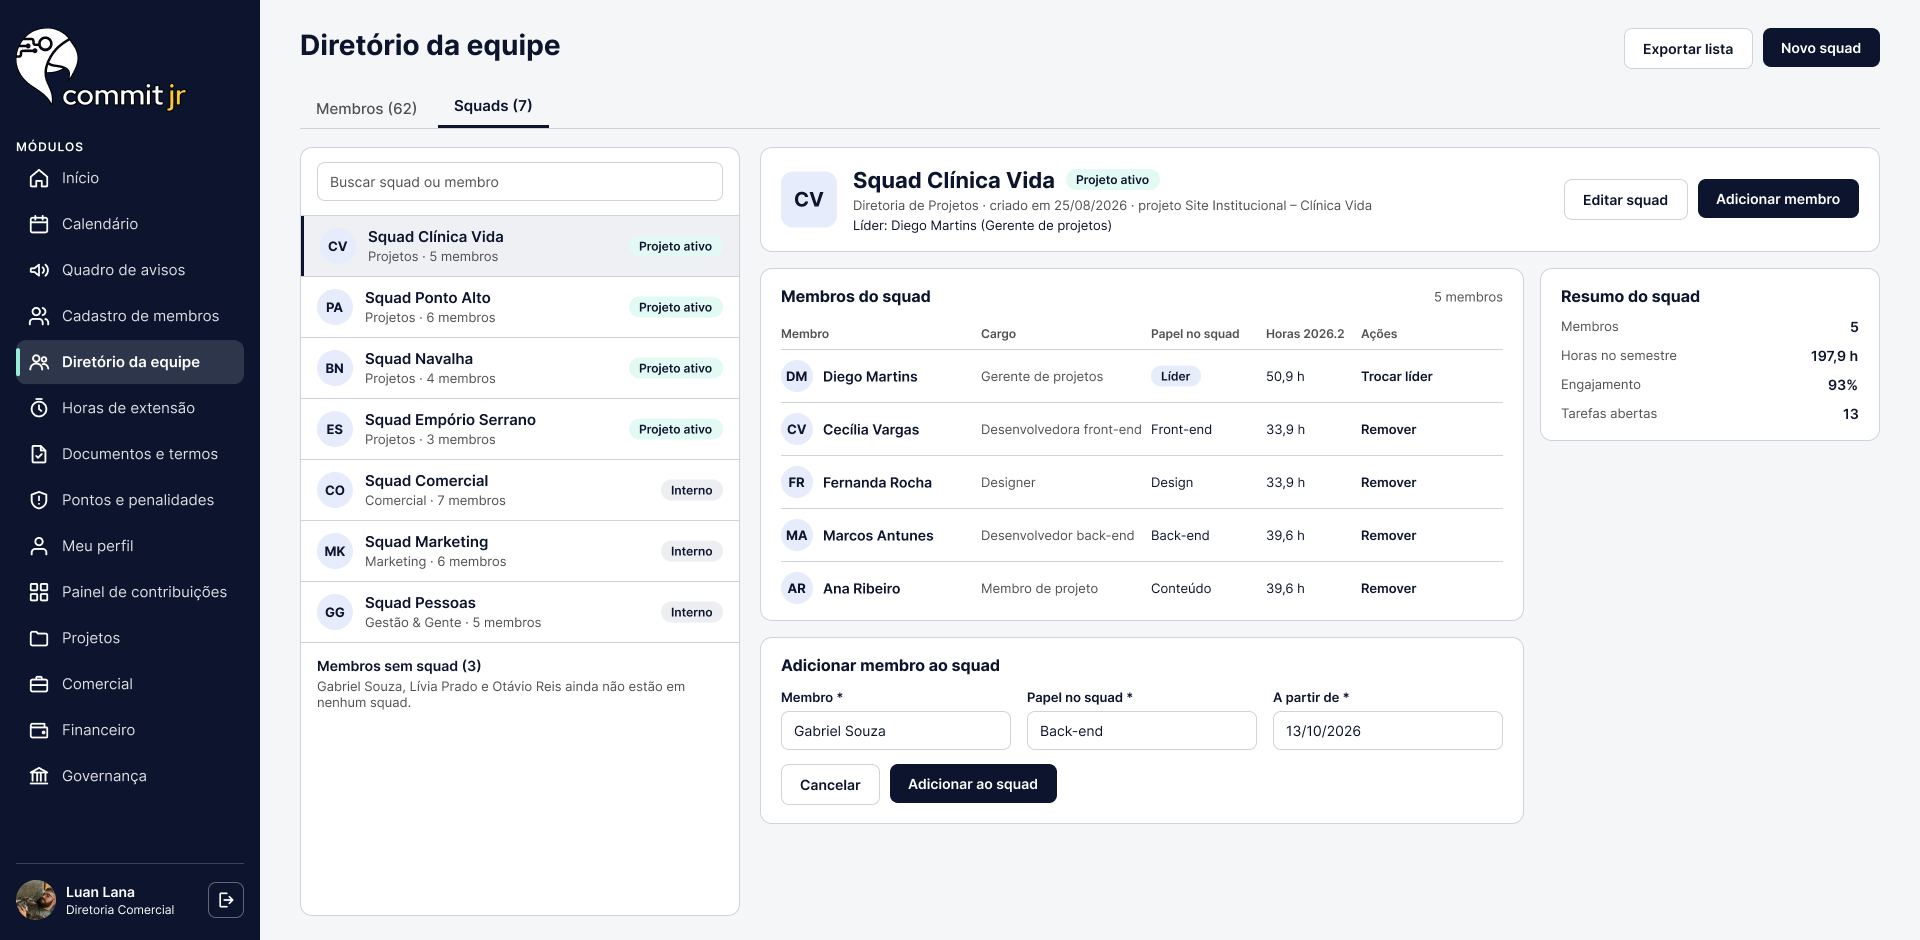 commit jr
MÓDULOS
Início
Calendário
Quadro de avisos
Cadastro de membros
Diretório da equipe
Horas de extensão
Documentos e termos
Pontos e penalidades
Meu perfil
Painel de contribuições
Projetos
Comercial
Financeiro
Governança
Luan Lana
Diretoria Comercial
Diretório da equipe
Exportar lista
Novo squad
Membros (62)
Squads (7)
Buscar squad ou membro
CV
Squad Clínica Vida
Projetos · 5 membros
Projeto ativo
PA
Squad Ponto Alto
Projetos · 6 membros
Projeto ativo
BN
Squad Navalha
Projetos · 4 membros
Projeto ativo
ES
Squad Empório Serrano
Projetos · 3 membros
Projeto ativo
CO
Squad Comercial
Comercial · 7 membros
Interno
MK
Squad Marketing
Marketing · 6 membros
Interno
GG
Squad Pessoas
Gestão & Gente · 5 membros
Interno
Membros sem squad (3)
Gabriel Souza, Lívia Prado e Otávio Reis ainda não estão em
nenhum squad.
CV
Squad Clínica Vida
Projeto ativo
Diretoria de Projetos · criado em 25/08/2026 · projeto Site Institucional – Clínica Vida
Líder: Diego Martins (Gerente de projetos)
Editar squad
Adicionar membro
Membros do squad
5 membros
Membro Cargo Papel no squad Horas 2026.2 Ações
DM Diego Martins Gerente de projetos Líder 50,9 h Trocar líder
CV Cecília Vargas Desenvolvedora front-end Front-end 33,9 h Remover
FR Fernanda Rocha Designer Design 33,9 h Remover
MA Marcos Antunes Desenvolvedor back-end Back-end 39,6 h Remover
AR Ana Ribeiro Membro de projeto Conteúdo 39,6 h Remover
Resumo do squad
Membros 5
Horas no semestre 197,9 h
Engajamento 93%
Tarefas abertas 13
Adicionar membro ao squad
Membro * Papel no squad * A partir de *
Gabriel Souza Back-end 13/10/2026
Cancelar
Adicionar ao squad